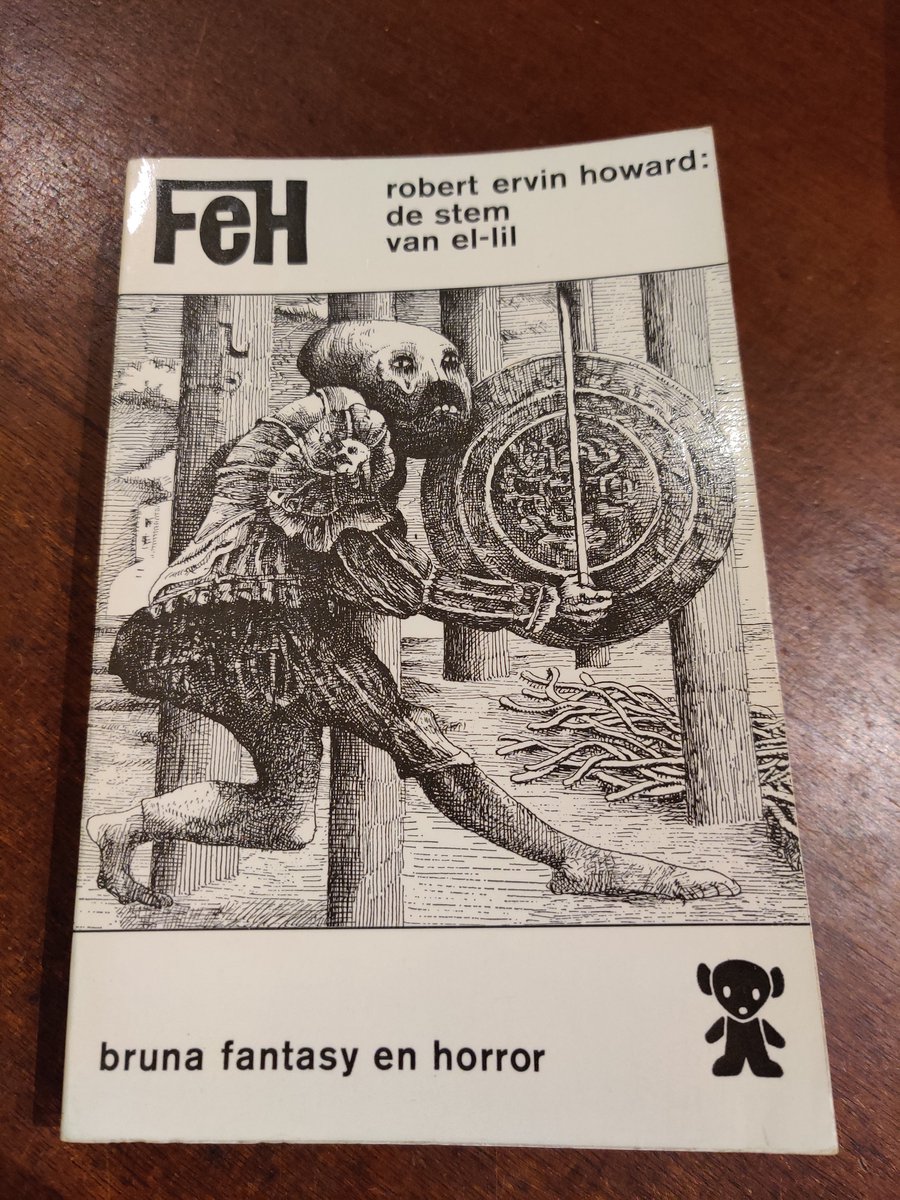 FeH
robert ervin howard:
de stem
van el-lil
bruna fantasy en horror